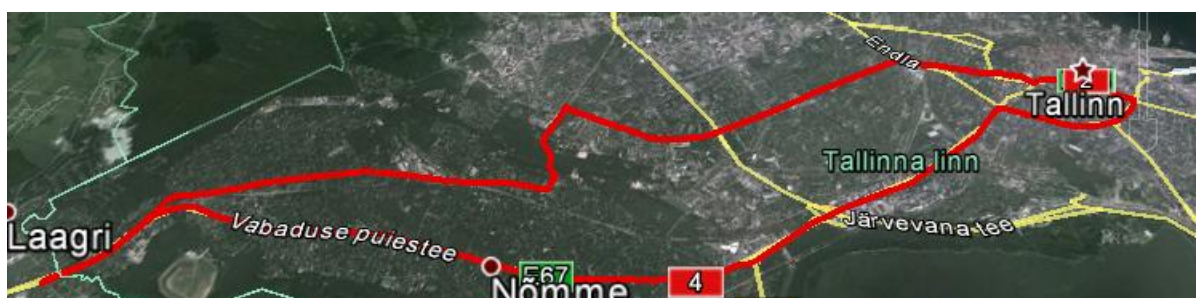 Endla
2
Tallinn
Tallinna linn
Laagri
Vabaduse puiestee
Järvevana tee
E67
Nõmme
4